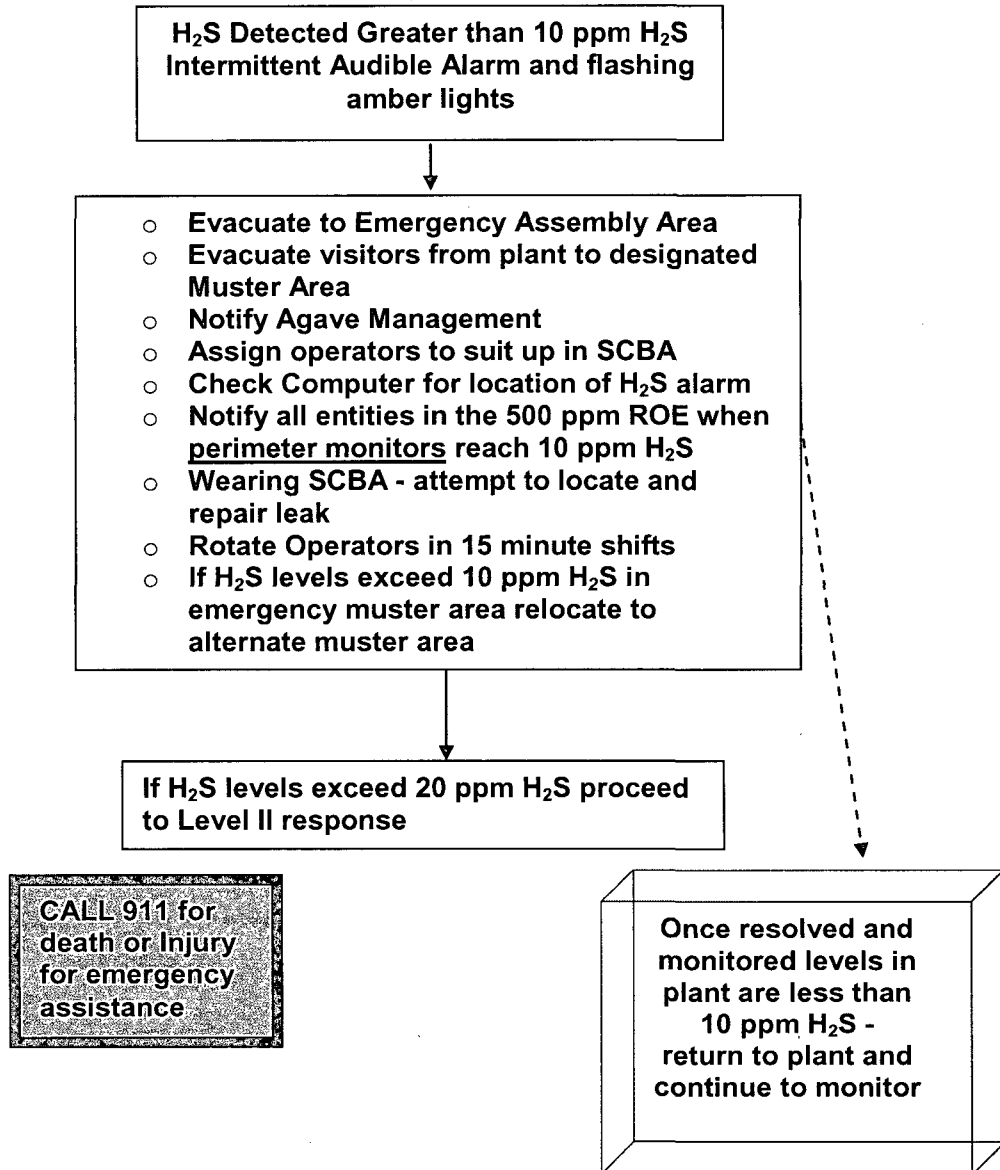 H₂S Detected Greater than 10 ppm H₂S
Intermittent Audible Alarm and flashing
amber lights
○ Evacuate to Emergency Assembly Area
○ Evacuate visitors from plant to designated
Muster Area
○ Notify Agave Management
○ Assign operators to suit up in SCBA
○ Check Computer for location of H₂S alarm
○ Notify all entities in the 500 ppm ROE when
perimeter monitors reach 10 ppm H₂S
○ Wearing SCBA - attempt to locate and
repair leak
○ Rotate Operators in 15 minute shifts
○ If H₂S levels exceed 10 ppm H₂S in
emergency muster area relocate to
alternate muster area
If H₂S levels exceed 20 ppm H₂S proceed
to Level II response
CALL 911 for
death or Injury
for emergency
assistance
Once resolved and
monitored levels in
plant are less than
10 ppm H₂S -
return to plant and
continue to monitor